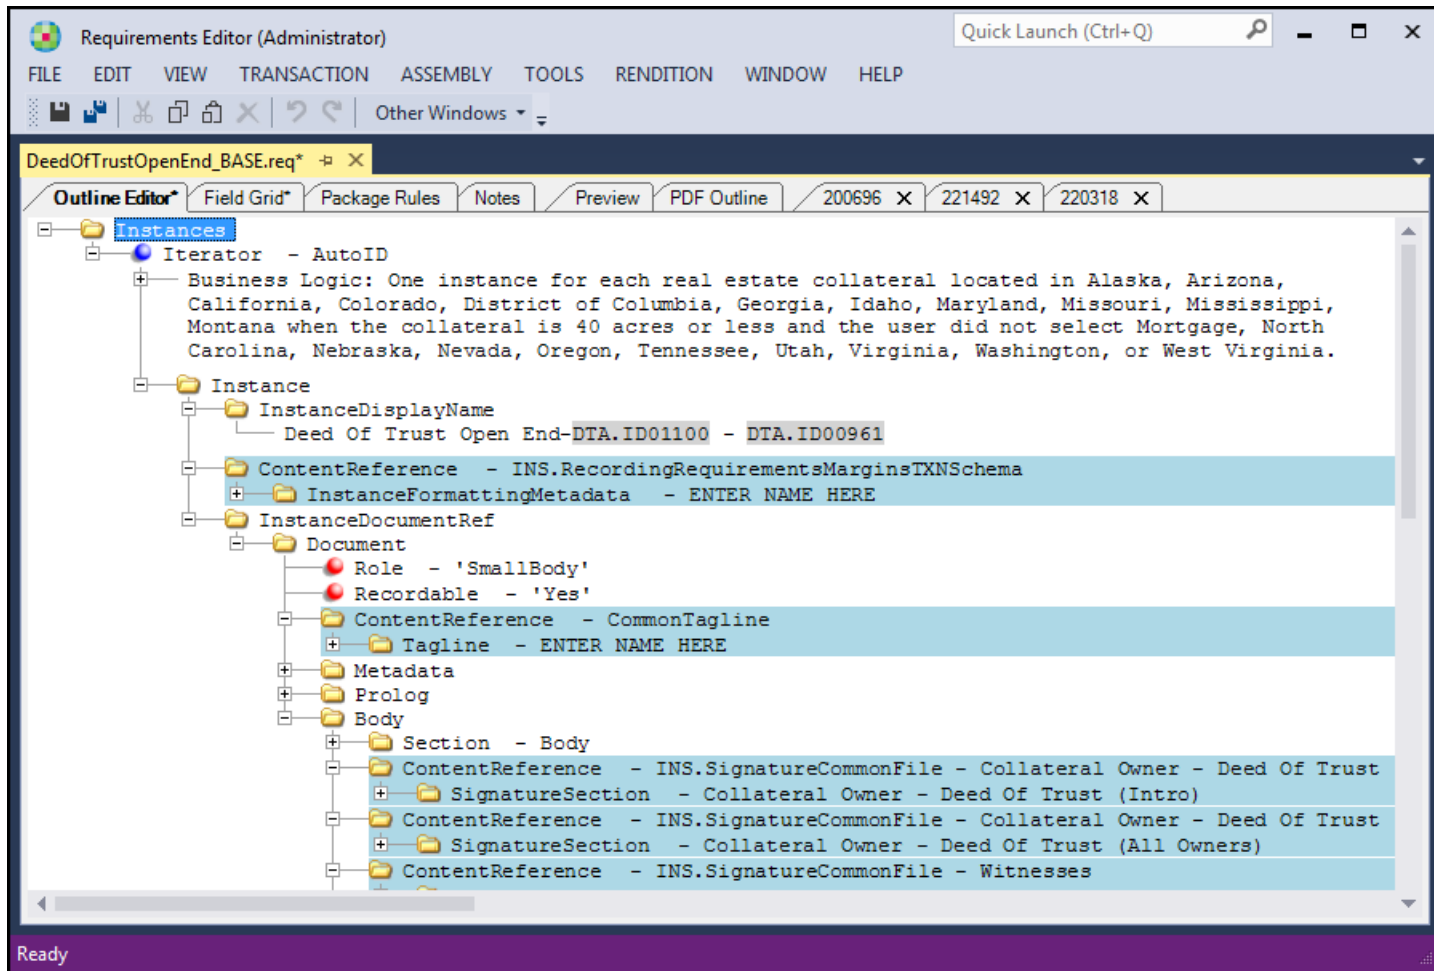 Requirements Editor (Administrator)
Quick Launch (Ctrl+Q)
FILE EDIT VIEW TRANSACTION ASSEMBLY TOOLS RENDITION WINDOW HELP
Other Windows
DeedOfTrustOpenEnd_BASE.req*
Outline Editor* Field Grid* Package Rules Notes Preview PDF Outline 200696 221492 220318
Instances
Iterator - AutoID
Business Logic: One instance for each real estate collateral located in Alaska, Arizona,
California, Colorado, District of Columbia, Georgia, Idaho, Maryland, Missouri, Mississippi,
Montana when the collateral is 40 acres or less and the user did not select Mortgage, North
Carolina, Nebraska, Nevada, Oregon, Tennessee, Utah, Virginia, Washington, or West Virginia.
Instance
InstanceDisplayName
Deed Of Trust Open End-DTA.ID01100 - DTA.ID00961
ContentReference - INS.RecordingRequirementsMarginsTXNSchema
InstanceFormattingMetadata - ENTER NAME HERE
InstanceDocumentRef
Document
Role - 'SmallBody'
Recordable - 'Yes'
ContentReference - CommonTagline
Tagline - ENTER NAME HERE
Metadata
Prolog
Body
Section - Body
ContentReference - INS.SignatureCommonFile - Collateral Owner - Deed Of Trust
SignatureSection - Collateral Owner - Deed Of Trust (Intro)
ContentReference - INS.SignatureCommonFile - Collateral Owner - Deed Of Trust
SignatureSection - Collateral Owner - Deed Of Trust (All Owners)
ContentReference - INS.SignatureCommonFile - Witnesses
Ready